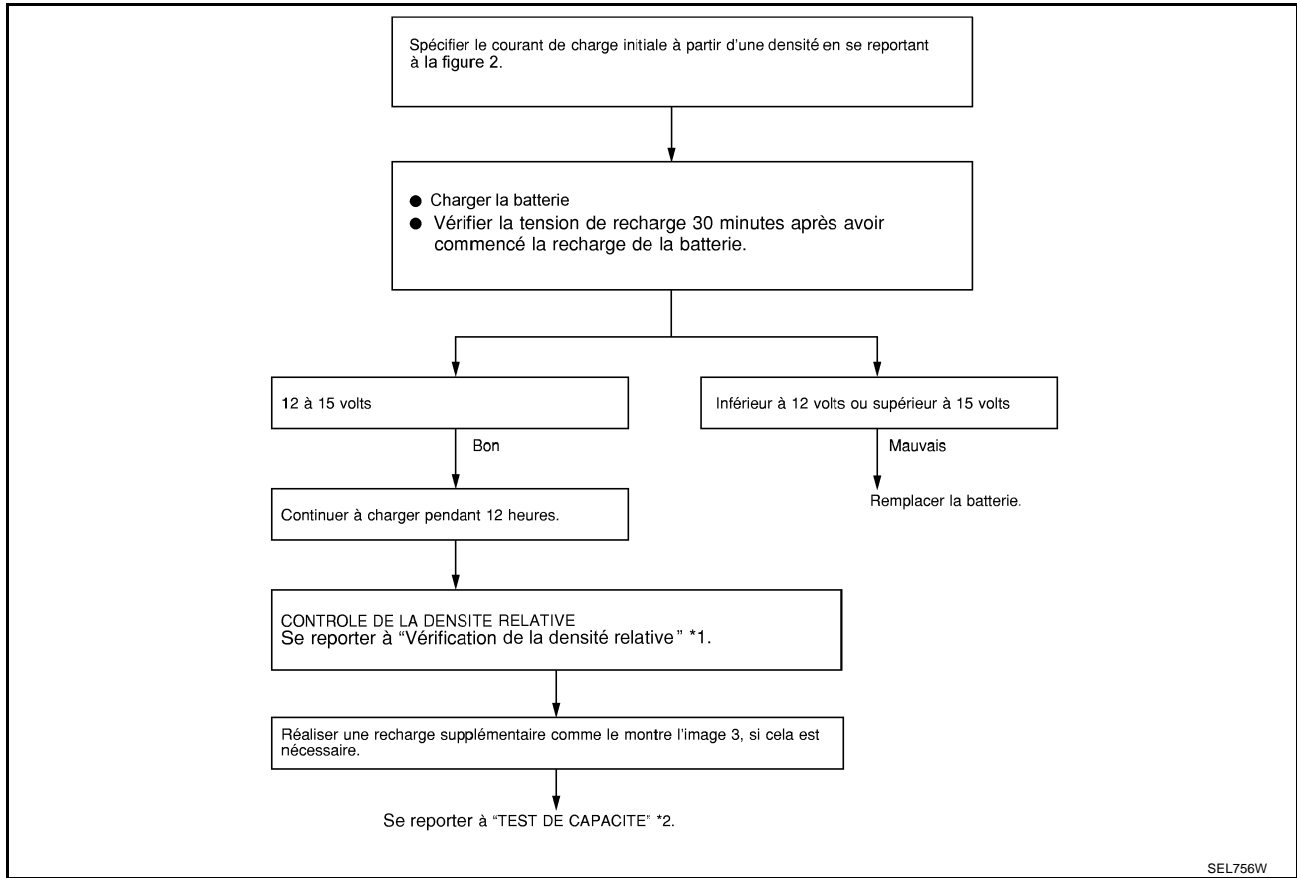 Spécifier le courant de charge initiale à partir d'une densité en se reportant
à la figure 2.
● Charger la batterie
● Vérifier la tension de recharge 30 minutes après avoir
commencé la recharge de la batterie.
12 à 15 volts
Inférieur à 12 volts ou supérieur à 15 volts
Bon
Mauvais
Continuer à charger pendant 12 heures.
Remplacer la batterie.
CONTROLE DE LA DENSITE RELATIVE
Se reporter à “Vérification de la densité relative” *1.
Réaliser une recharge supplémentaire comme le montre l'image 3, si cela est
nécessaire.
Se reporter à “TEST DE CAPACITE” *2.
SEL756W